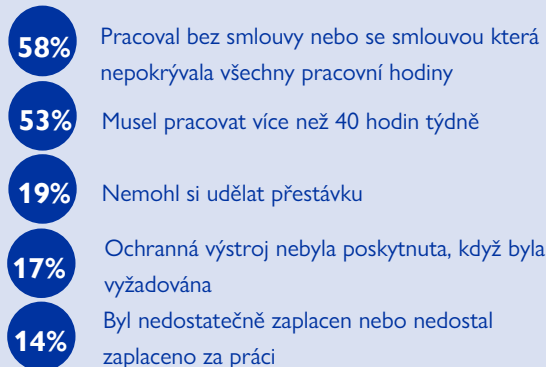 58%
Pracoval bez smlouvy nebo se smlouvou která
nepokrývala všechny pracovní hodiny
53%
Musel pracovat více než 40 hodin týdně
19%
Nemohl si udělat přestávku
17%
Ochranná výstroj nebyla poskytnuta, když byla
vyžadována
14%
Byl nedostatečně zaplacen nebo nedostal
zaplaceno za práci